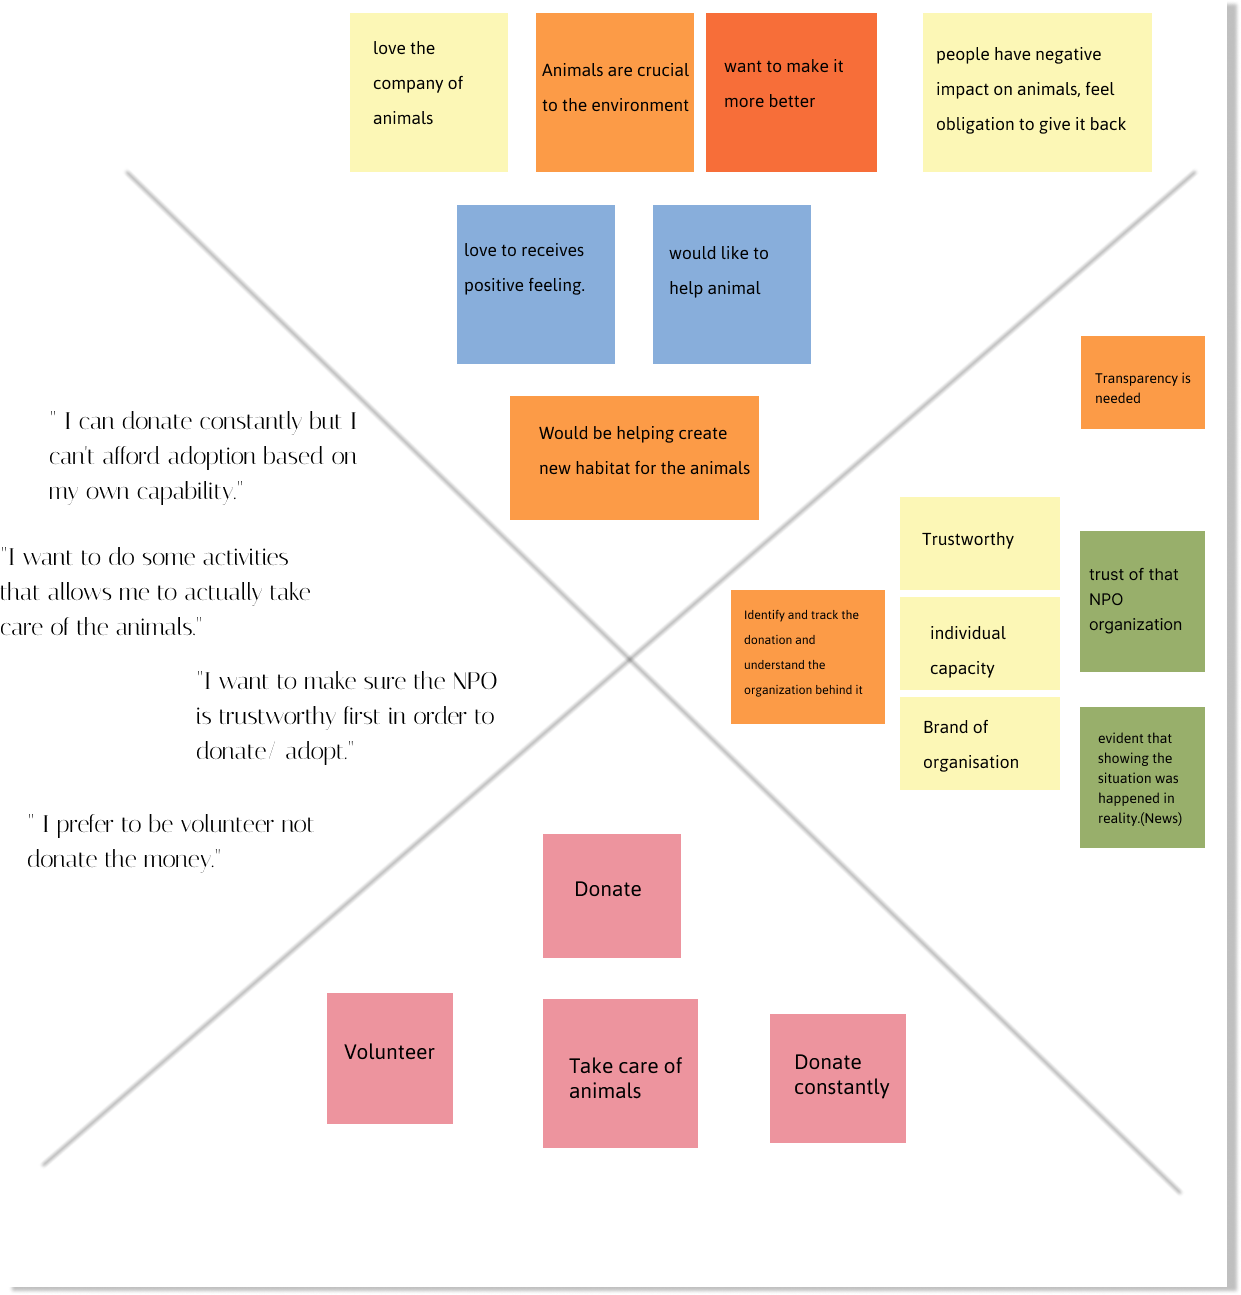 love the
company of
animals
Animals are crucial
to the environment
want to make it
more better
people have negative
impact on animals, feel
obligation to give it back
love to receives
positive feeling.
would like to
help animal
Would be helping create
new habitat for the animals
" I can donate constantly but I
can't afford adoption based on
my own capability."
"I want to do some activities
that allows me to actually take
care of the animals."
"I want to make sure the NPO
is trustworthy first in order to
donate/ adopt."
" I prefer to be volunteer not
donate the money."
Transparency is
needed
Trustworthy
individual
capacity
Brand of
organisation
trust of that
NPO
organization
Identify and track the
donation and
understand the
organization behind it
evident that
showing the
situation was
happened in
reality.(News)
Donate
Volunteer
Take care of
animals
Donate
constantly